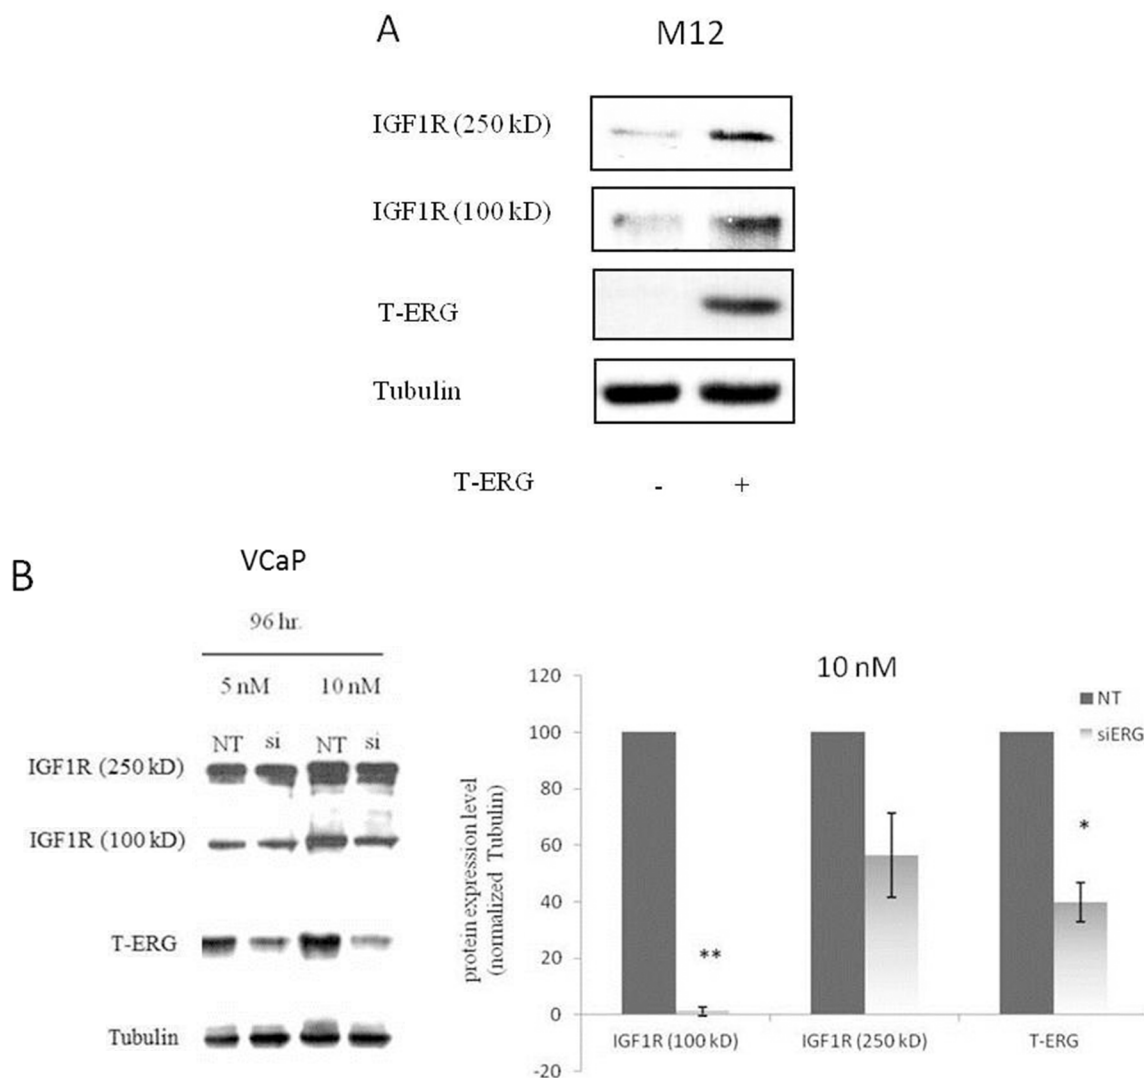 A
M12
IGF1R (250 kD)
IGF1R (100 kD)
T-ERG
Tubulin
T-ERG - +
B
VCaP
96 hr.
5 nM 10 nM
NT si NT si
IGF1R (250 kD)
IGF1R (100 kD)
T-ERG
Tubulin
10 nM
NT
siERG
protein expression level
(normalized Tubulin)
120
100
80
60
40
20
0
-20
**
*
IGF1R (100 kD) IGF1R (250 kD) T-ERG